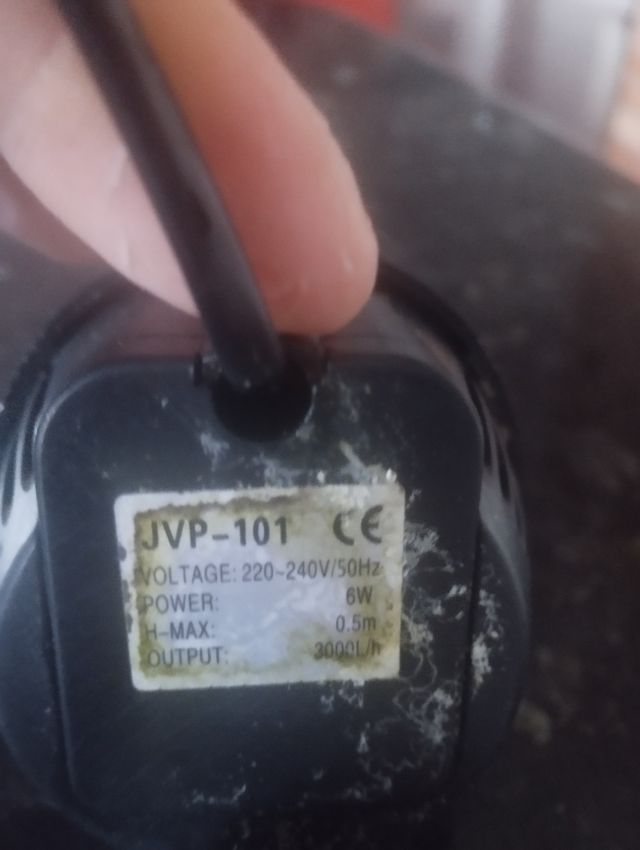 JVP-101 CE
VOLTAGE: 220~240V/50Hz
POWER: 6W
H-MAX: 0.5m
OUTPUT: 3000L/h